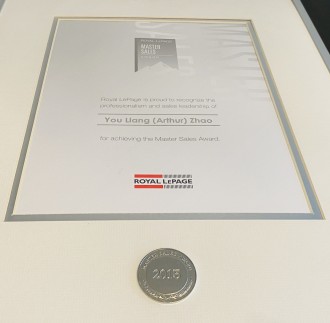 MASTER
SALES
Royal LePage is proud to recognize the
professionalism and sales leadership of
You Liang (Arthur) Zhao
for achieving the Master Sales Award.
ROYAL LEPAGE
2015